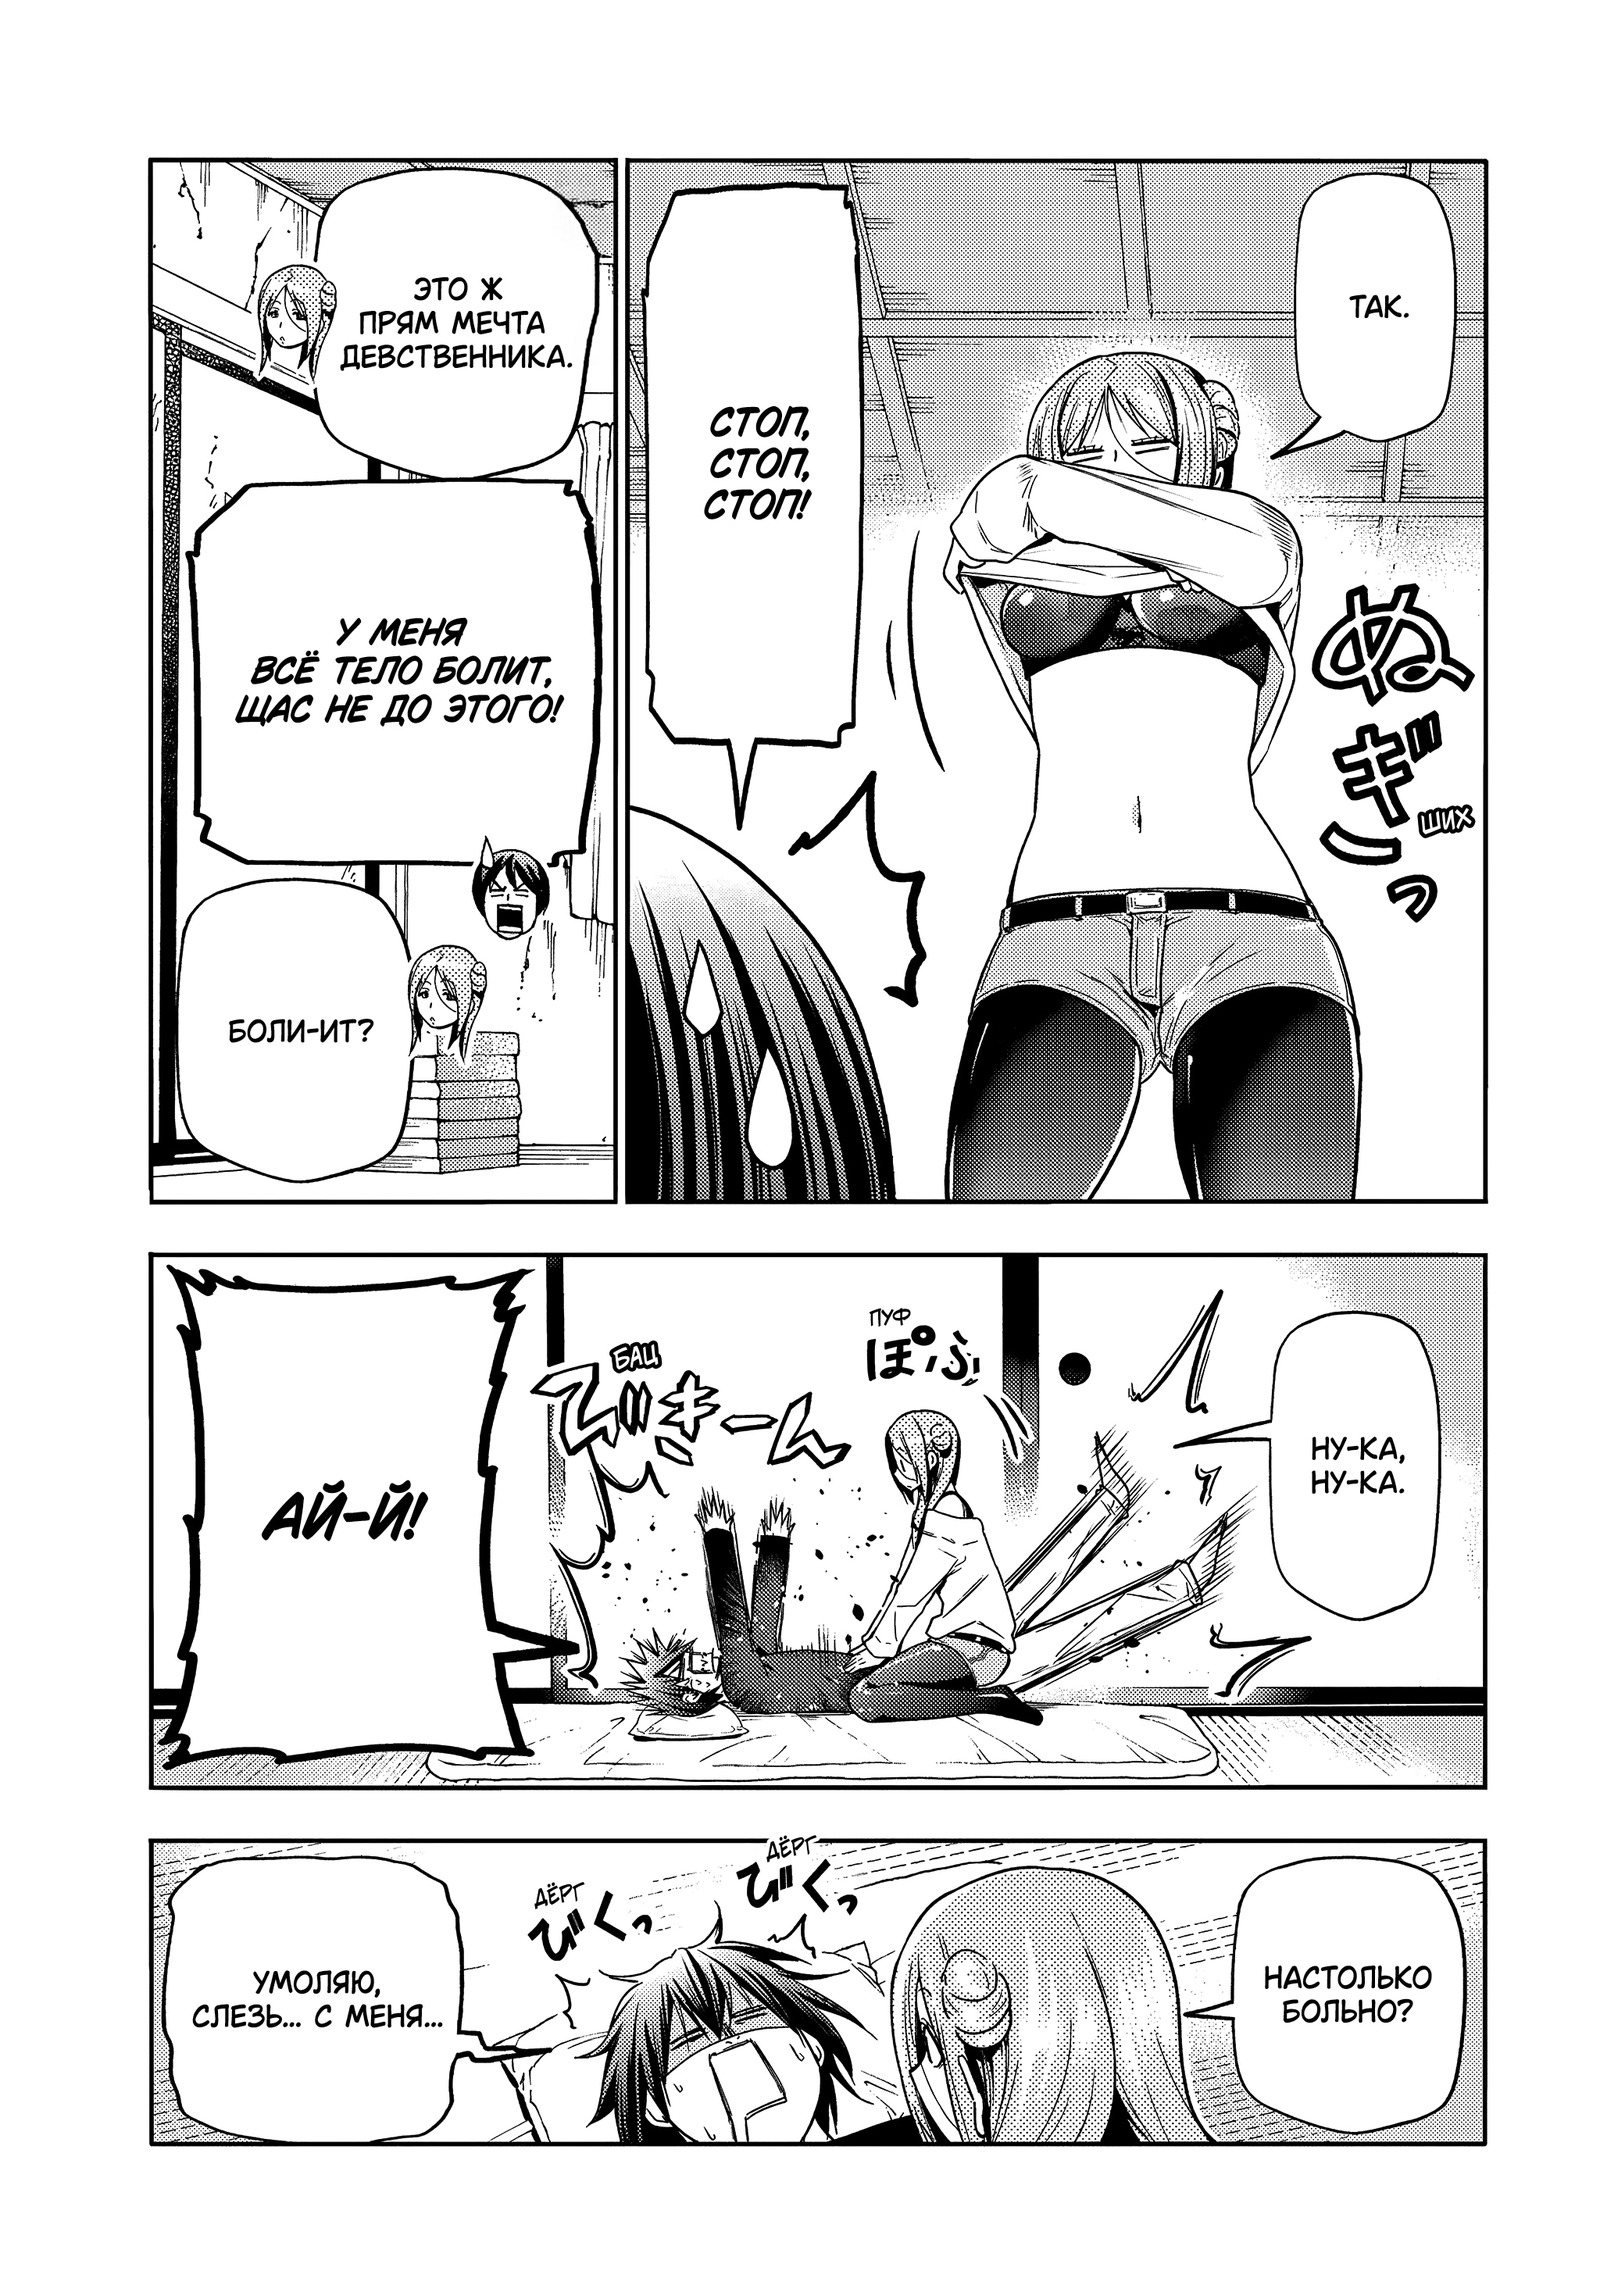 ТАК.
ぬ
ギ
ッ
ШИХ
СТОП,
СТОП,
СТОП!
ЭТО Ж
ПРЯМ МЕЧТА
ДЕВСТВЕННИКА.
У МЕНЯ
ВСЁ ТЕЛО БОЛИТ,
ЩАС НЕ ДО ЭТОГО!
БОЛИ-ИТ?
НУ-КА,
НУ-КА.
ПУФ
ぽふ
БАЦ
びきーん
АЙ-Й!
НАСТОЛЬКО
БОЛЬНО?
ДЁРГ
びくっ
ДЁРГ
びくっ
УМОЛЯЮ,
СЛЕЗЬ... С МЕНЯ...